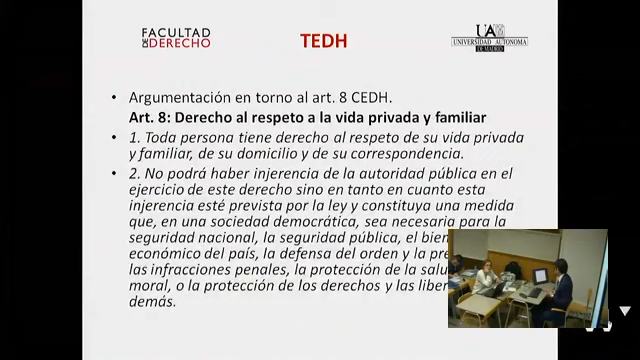 FACULTAD
DE DERECHO
TEDH
UA
UNIVERSIDAD AUTONOMA
DE MADRID
• Argumentación en torno al art. 8 CEDH.
Art. 8: Derecho al respeto a la vida privada y familiar
• 1. Toda persona tiene derecho al respeto de su vida privada
y familiar, de su domicilio y de su correspondencia.
• 2. No podrá haber injerencia de la autoridad pública en el
ejercicio de este derecho sino en tanto en cuanto esta
injerencia esté prevista por la ley y constituya una medida
que, en una sociedad democrática, sea necesaria para la
seguridad nacional, la seguridad pública, el bien
económico del país, la defensa del orden y la pre
las infracciones penales, la protección de la salu
moral, o la protección de los derechos y las liber
demás.